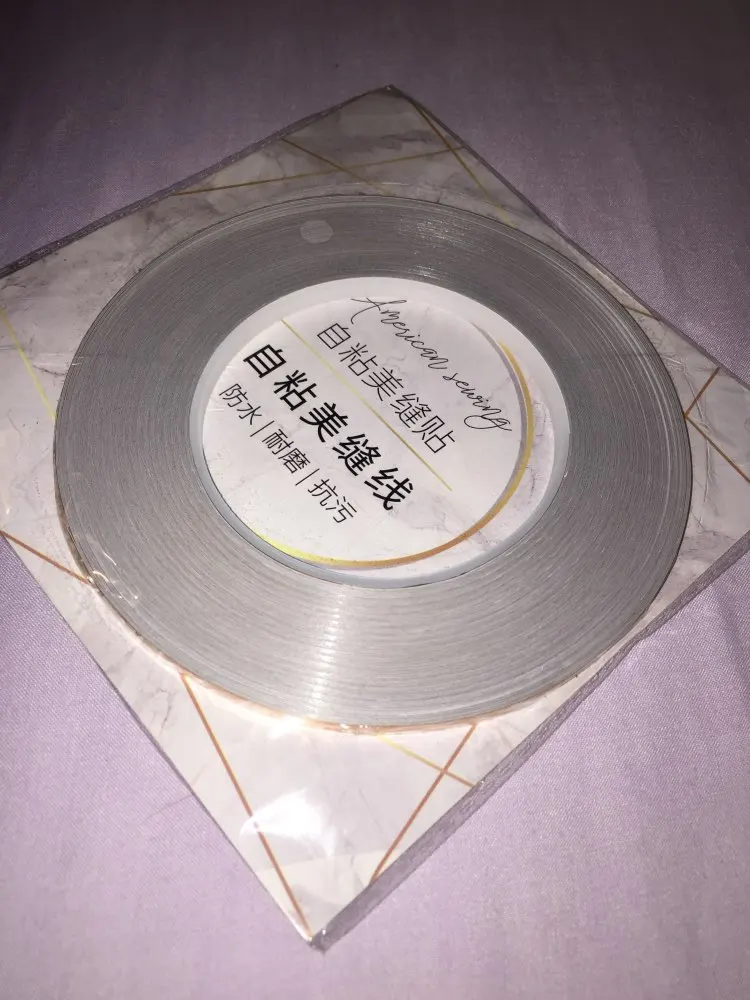 American sewing
自粘美缝贴
自粘美缝线
防水|耐磨|抗污